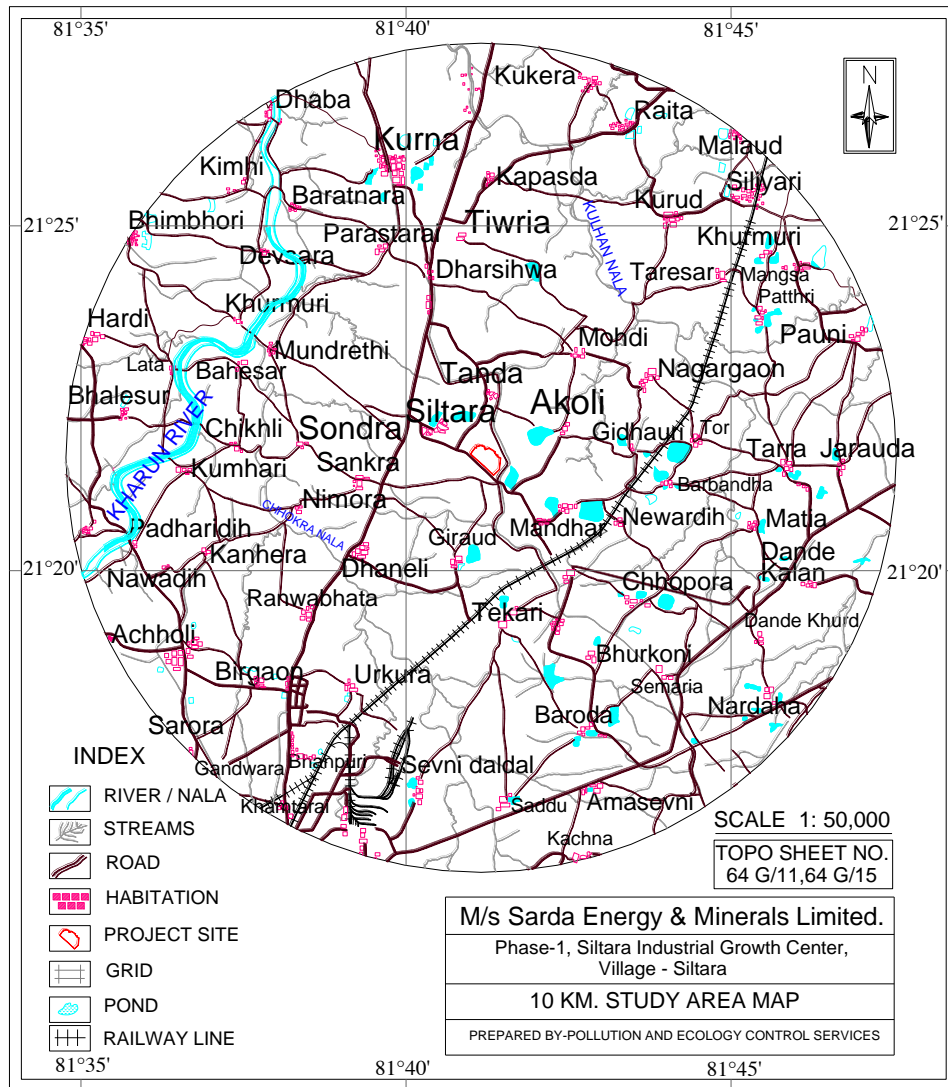 81°35'
81°40'
81°45'
Kukera
Dhaba
Raita
N
Malaud
Kurna
Kimhi
Kapasda
Siliyari
Baratnara
Kurud
21°25'
Bhimbhori
Parastarai
Tiwria
KULHAN NALA
Khurmuri
21°25'
Devsara
Dharsihwa
Taresar
Mangsa
Patthri
Khurmuri
Hardi
Mohdi
Pauni
Lata
Mundrethi
Bahesar
Tanda
Nagargaon
Bhalesur
Siltara
Akoli
KHARUN RIVER
Chikhli
Sondra
Gidhauri
Tor
Kumhari
Sankra
Tarra
Jarauda
Nimora
Barbandha
CHHOKRA NALA
Padharidih
Mandhar
Newardih
Matia
Kanhera
Giraud
Dande
Kalan
21°20'
Nawadih
Dhaneli
Chhopora
21°20'
Ranwabhata
Tekari
Dande Khurd
Achholi
Bhurkoni
Birgaon
Urkura
Semaria
Nardaha
Sarora
Baroda
INDEX
Gandwara
Bhanpuri
Sevni daldal
RIVER / NALA
Khamtarai
Saddu
Amasevni
STREAMS
Kachna
SCALE 1: 50,000
ROAD
TOPO SHEET NO.
64 G/11,64 G/15
HABITATION
PROJECT SITE
GRID
POND
RAILWAY LINE
M/s Sarda Energy & Minerals Limited.
Phase-1, Siltara Industrial Growth Center,
Village - Siltara
10 KM. STUDY AREA MAP
PREPARED BY-POLLUTION AND ECOLOGY CONTROL SERVICES
81°35'
81°40'
81°45'